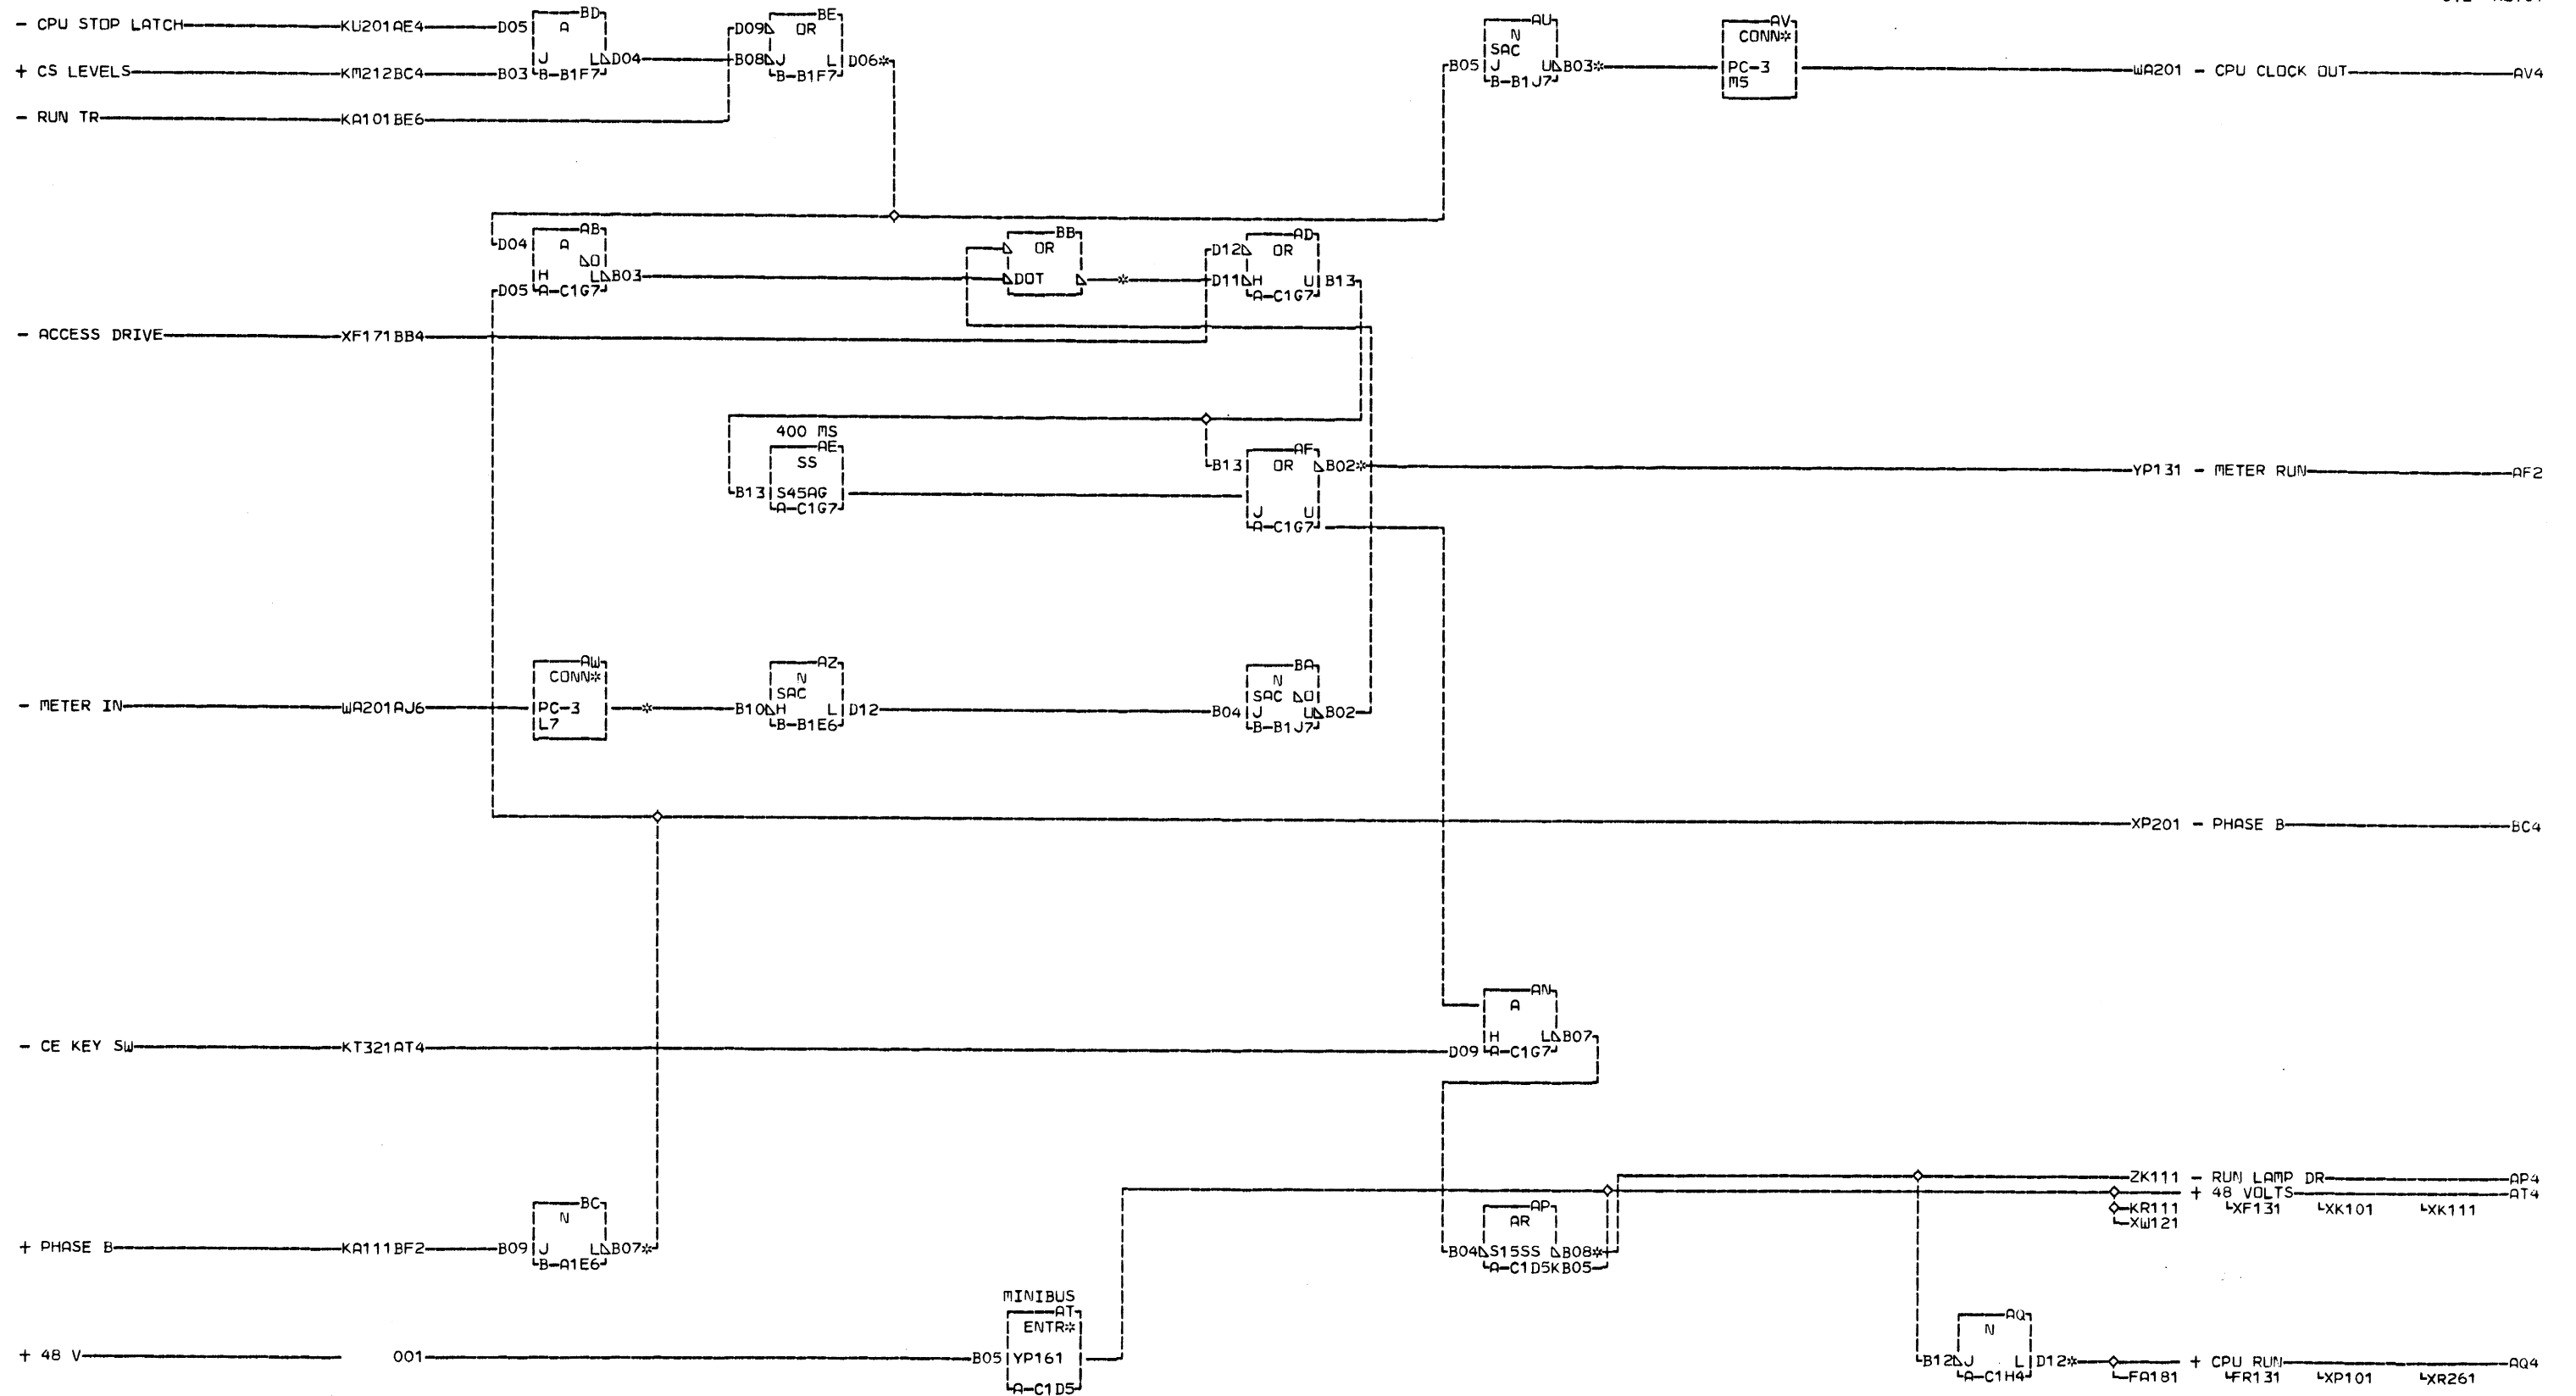 - CPU STOP LATCH KU201AE4 D05 BD A J L D04 B-B1F7
+ CS LEVELS KM212BC4 B03
- RUN TR KA101BE6
D09 BE OR B08 J L D06* B-B1F7
AU N SAC B05 J U B03* B-B1J7
AV CONN* PC-3 M5
WA201 - CPU CLOCK OUT AV4
D04 AB A DO H L B03 D05 A-C1G7
BB OR DOT *
D12 AD OR D11 H U B13 A-C1G7
- ACCESS DRIVE XF171BB4
400 MS
AE SS B13 S45AG A-C1G7
B13 AF OR B02* J U A-C1G7
YP131 - METER RUN AF2
- METER IN WA201AJ6
AW CONN* PC-3 L7 *
AZ N SAC B10 H L D12 B-B1E6
BA N SAC DO B04 J U B02 B-B1J7
XP201 - PHASE B BC4
AN A H L B07 D09 A-C1G7
- CE KEY SW KT321AT4
ZK111 - RUN LAMP DR AP4
+ 48 VOLTS AT4
KR111 XF131 XK101 XK111
XW121
+ PHASE B KA111BF2 B09 BC N J L B07* B-A1E6
AP AR B04 S15SS B08* A-C1D5KB05
MINIBUS
AT ENTR* B05 YP161 A-C1D5
+ 48 V 001
AQ N B12 J L D12* A-C1H4
+ CPU RUN AQ4
FA181 FR131 XP101 XR261